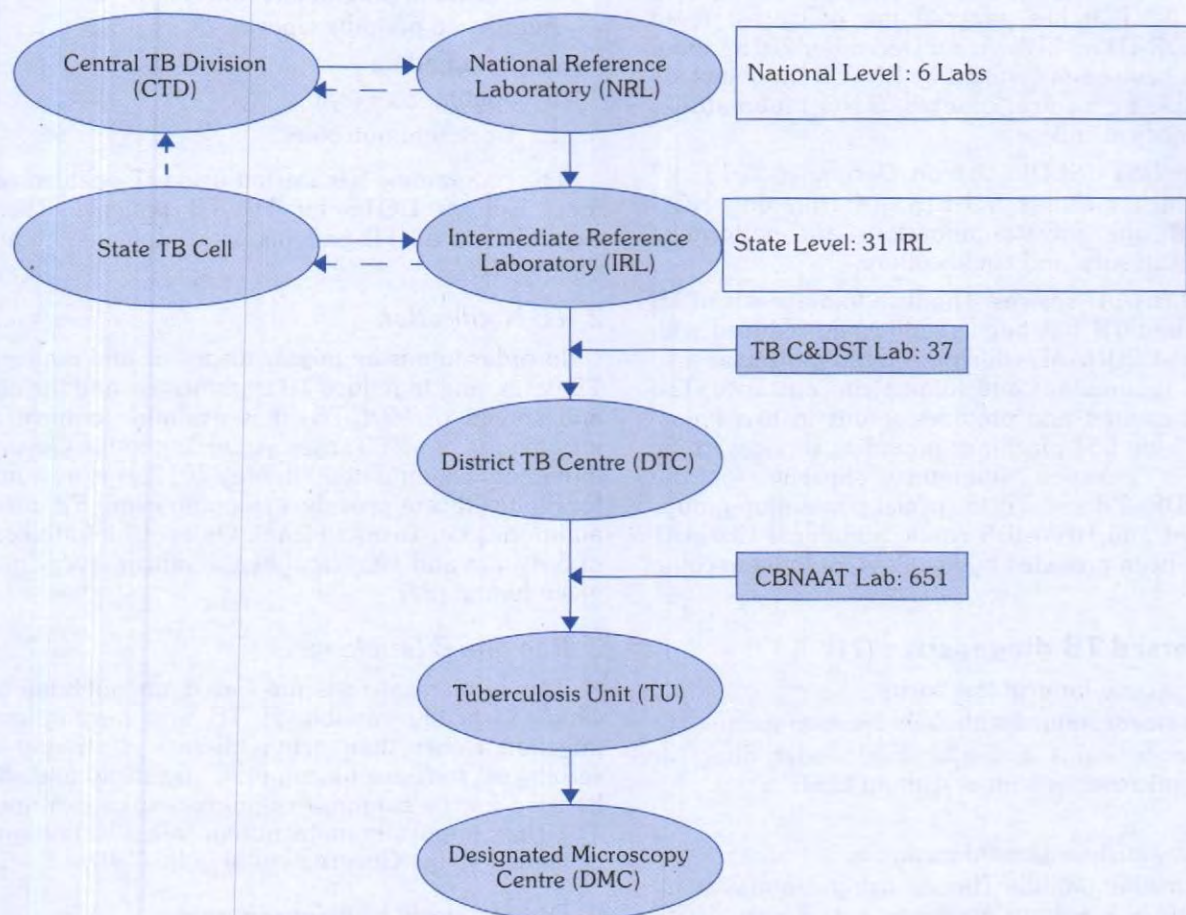 Central TB Division
(CTD)
National Reference
Laboratory (NRL)
National Level : 6 Labs
State TB Cell
Intermediate Reference
Laboratory (IRL)
State Level: 31 IRL
TB C&DST Lab: 37
District TB Centre (DTC)
CBNAAT Lab: 651
Tuberculosis Unit (TU)
Designated Microscopy
Centre (DMC)